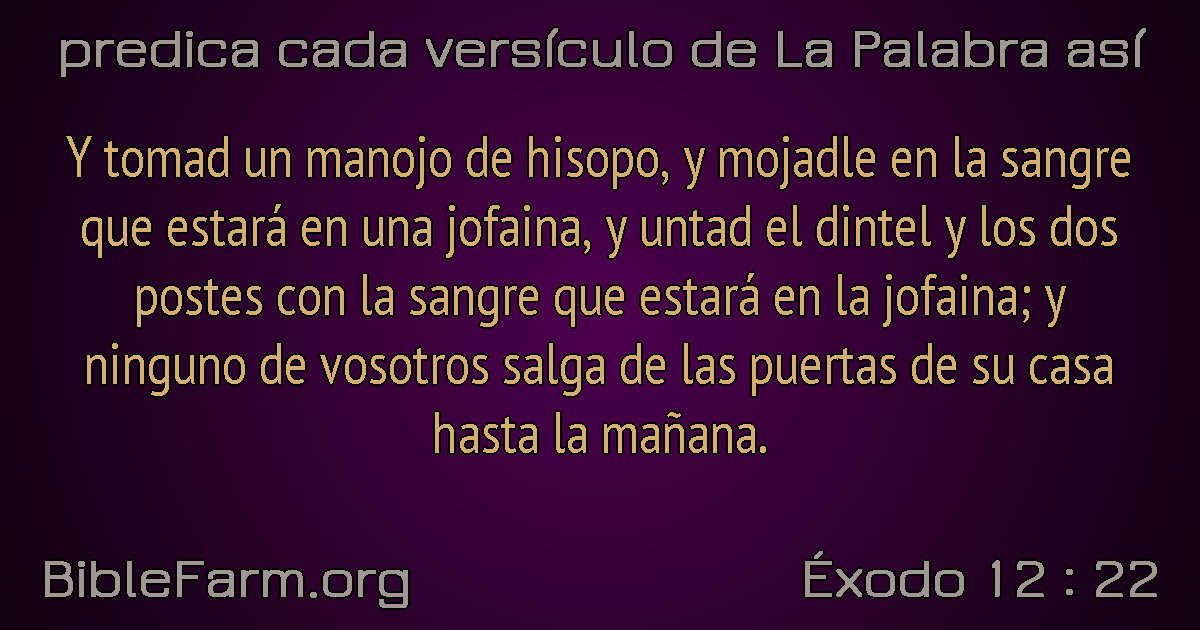 predica cada versículo de La Palabra así
Y tomad un manojo de hisopo, y mojadle en la sangre
que estará en una jofaina, y untad el dintel y los dos
postes con la sangre que estará en la jofaina; y
ninguno de vosotros salga de las puertas de su casa
hasta la mañana.
BibleFarm.org
Éxodo 12 : 22